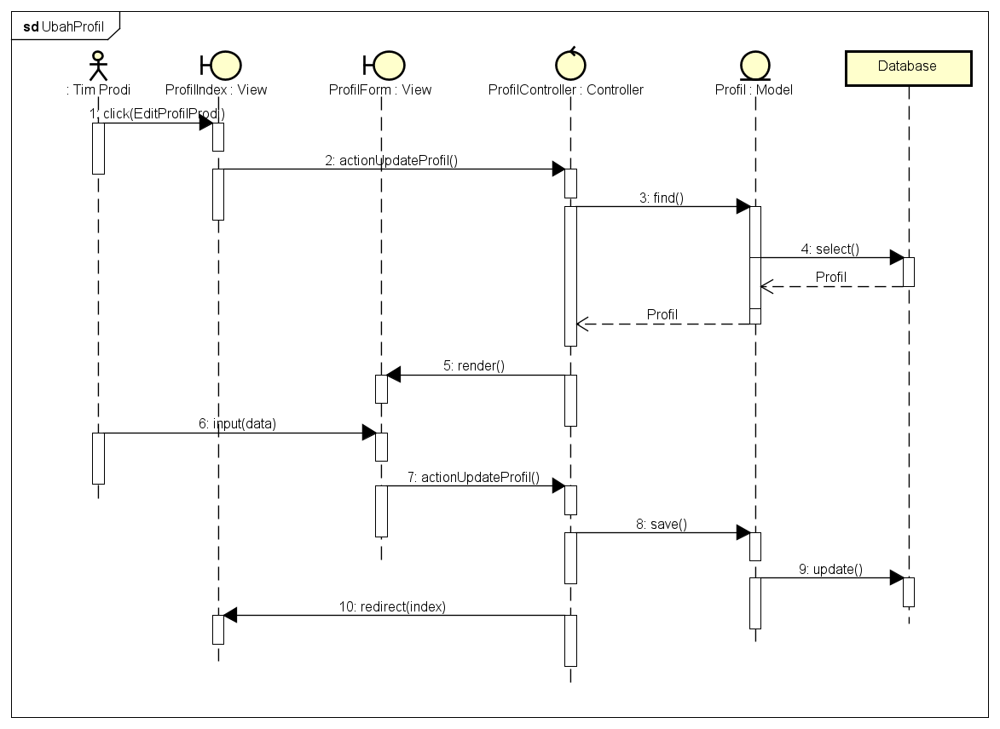 sd UbahProfil
: Tim Prodi
ProfilIndex : View
ProfilForm : View
ProfilController : Controller
Profil : Model
Database
1: click(EditProfilProdi)
2: actionUpdateProfil()
3: find()
4: select()
Profil
Profil
5: render()
6: input(data)
7: actionUpdateProfil()
8: save()
9: update()
10: redirect(index)